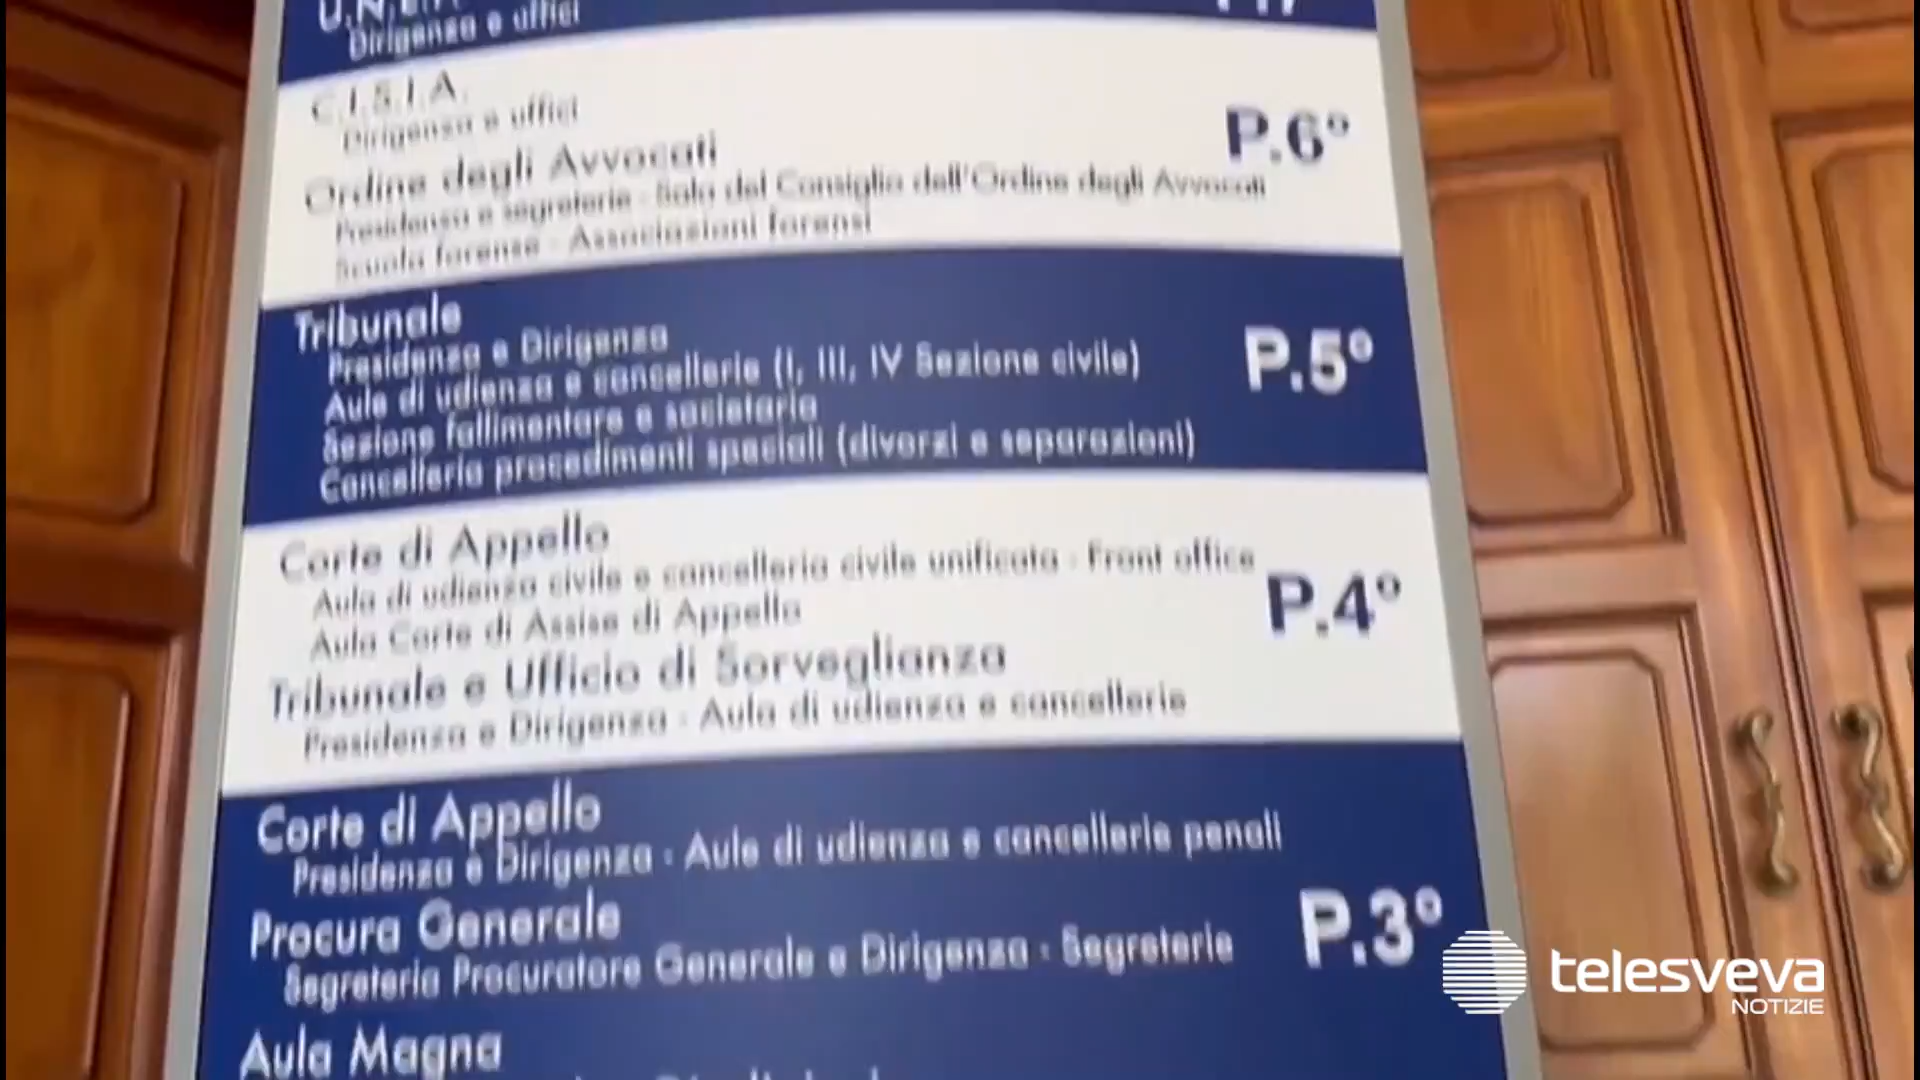 U.N.E.P.
Dirigenza e uffici
P.7°
C.I.S.I.A.
Dirigenza e uffici
P.6°
Ordine degli Avvocati
Presidenza e segreterie - Sala del Consiglio dell'Ordine degli Avvocati
Scuola forense - Associazioni forensi
Tribunale
Presidenza e Dirigenza
P.5°
Aule di udienza e cancellerie (I, III, IV Sezione civile)
Sezione fallimentare e societaria
Cancelleria procedimenti speciali (divorzi e separazioni)
Corte di Appello
Aula di udienza civile e cancelleria civile unificata - Front office
P.4°
Aula Corte di Assise di Appello
Tribunale e Ufficio di Sorveglianza
Presidenza e Dirigenza - Aula di udienza e cancellerie
Corte di Appello
Presidenza e Dirigenza - Aule di udienza e cancellerie penali
P.3°
Procura Generale
Segreteria Procuratore Generale e Dirigenza - Segreterie
Aula Magna
telesveva
NOTIZIE